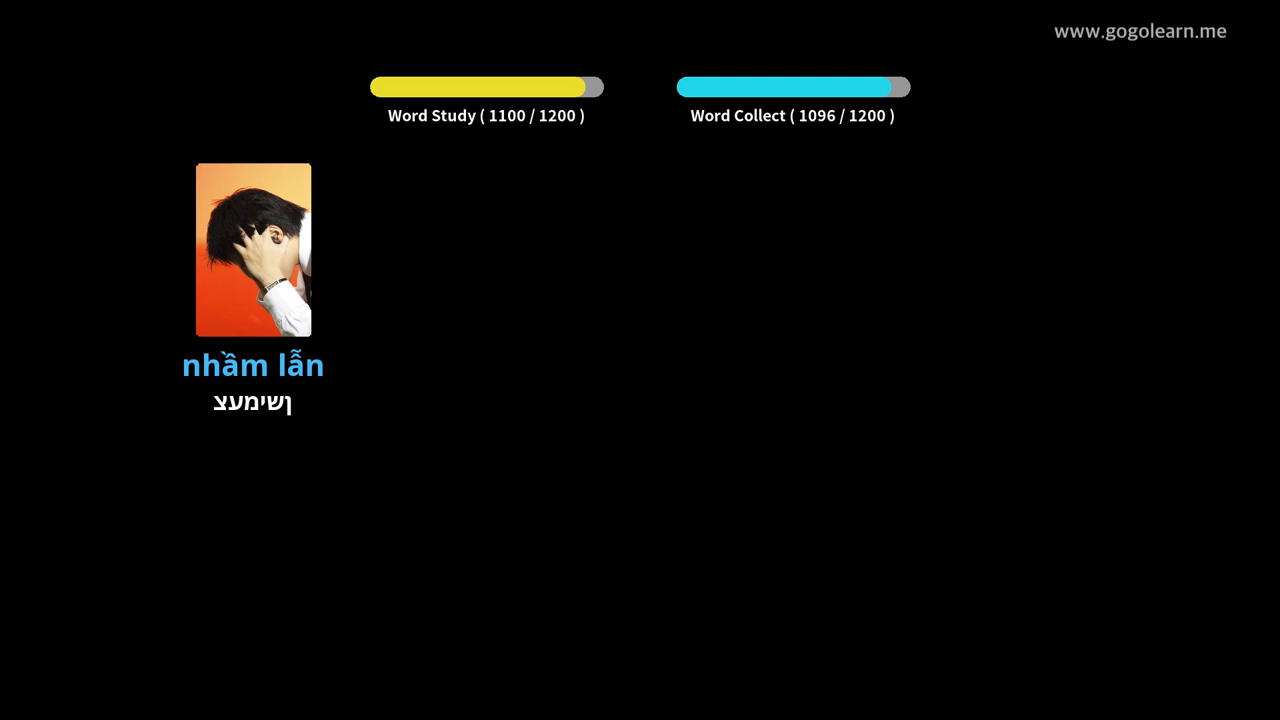 www.gogolearn.me
Word Study ( 1100 / 1200 )
Word Collect ( 1096 / 1200 )
nhầm lẫn
ןשימעצ